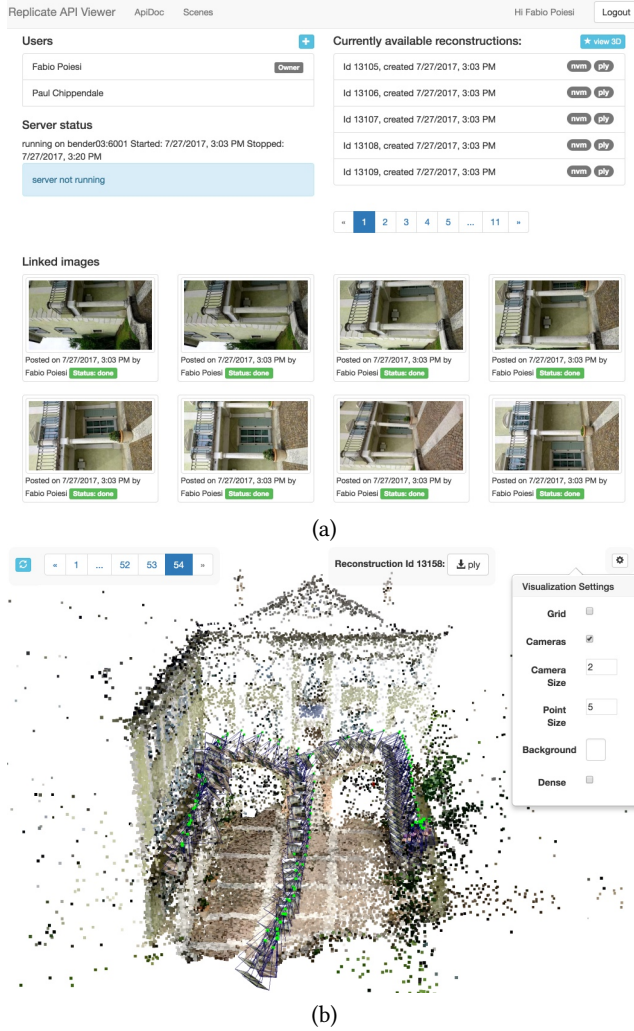 Replicate API Viewer ApiDoc Scenes Hi Fabio Poiesi Logout
Users +
Fabio Poiesi Owner
Paul Chippendale
Server status
running on bender03:6001 Started: 7/27/2017, 3:03 PM Stopped:
7/27/2017, 3:20 PM
server not running
Currently available reconstructions: ★ view 3D
Id 13105, created 7/27/2017, 3:03 PM nvm ply
Id 13106, created 7/27/2017, 3:03 PM nvm ply
Id 13107, created 7/27/2017, 3:03 PM nvm ply
Id 13108, created 7/27/2017, 3:03 PM nvm ply
Id 13109, created 7/27/2017, 3:03 PM nvm ply
« 1 2 3 4 5 ... 11 »
Linked images
Posted on 7/27/2017, 3:03 PM by
Fabio Poiesi Status: done
Posted on 7/27/2017, 3:03 PM by
Fabio Poiesi Status: done
Posted on 7/27/2017, 3:03 PM by
Fabio Poiesi Status: done
Posted on 7/27/2017, 3:03 PM by
Fabio Poiesi Status: done
Posted on 7/27/2017, 3:03 PM by
Fabio Poiesi Status: done
Posted on 7/27/2017, 3:03 PM by
Fabio Poiesi Status: done
Posted on 7/27/2017, 3:03 PM by
Fabio Poiesi Status: done
Posted on 7/27/2017, 3:03 PM by
Fabio Poiesi Status: done
(a)
« 1 ... 52 53 54 »
Reconstruction Id 13158: ply
Visualization Settings
Grid
Cameras
Camera
Size
2
Point
Size
5
Background
Dense
(b)